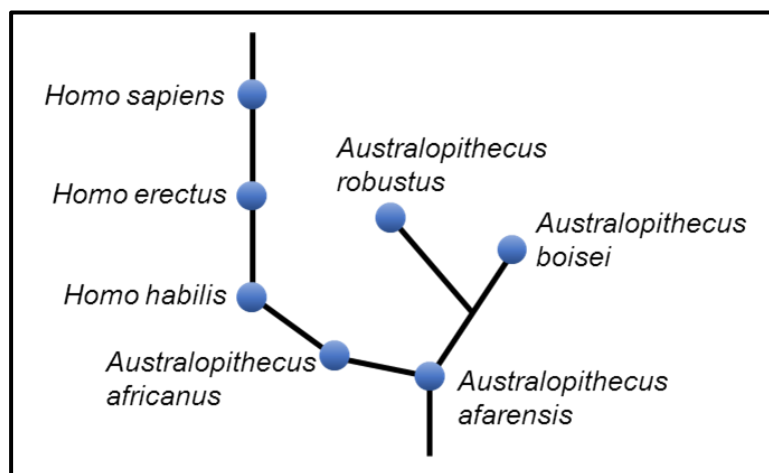 Homo sapiens
Australopithecus
robustus
Homo erectus
Australopithecus
boisei
Homo habilis
Australopithecus
africanus
Australopithecus
afarensis